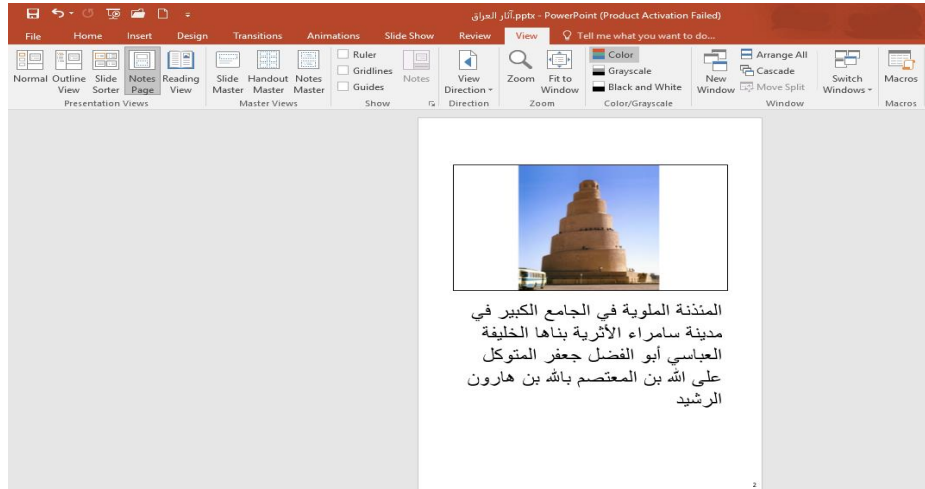 آثار العراق.pptx - PowerPoint (Product Activation Failed)
File Home Insert Design Transitions Animations Slide Show Review View Tell me what you want to do...
Normal Outline View Slide Sorter Notes Page Reading View
Presentation Views
Slide Master Handout Master Notes Master
Master Views
Ruler
Gridlines
Guides
Notes
Show
View Direction
Direction
Zoom Fit to Window
Zoom
Color
Grayscale
Black and White
Color/Grayscale
New Window
Arrange All
Cascade
Move Split
Switch Windows
Window
Macros
Macros
المئذنة الملوية في الجامع الكبير في
مدينة سامراء الأثرية بناها الخليفة
العباسي أبو الفضل جعفر المتوكل
على الله بن المعتصم بالله بن هارون
الرشيد
2